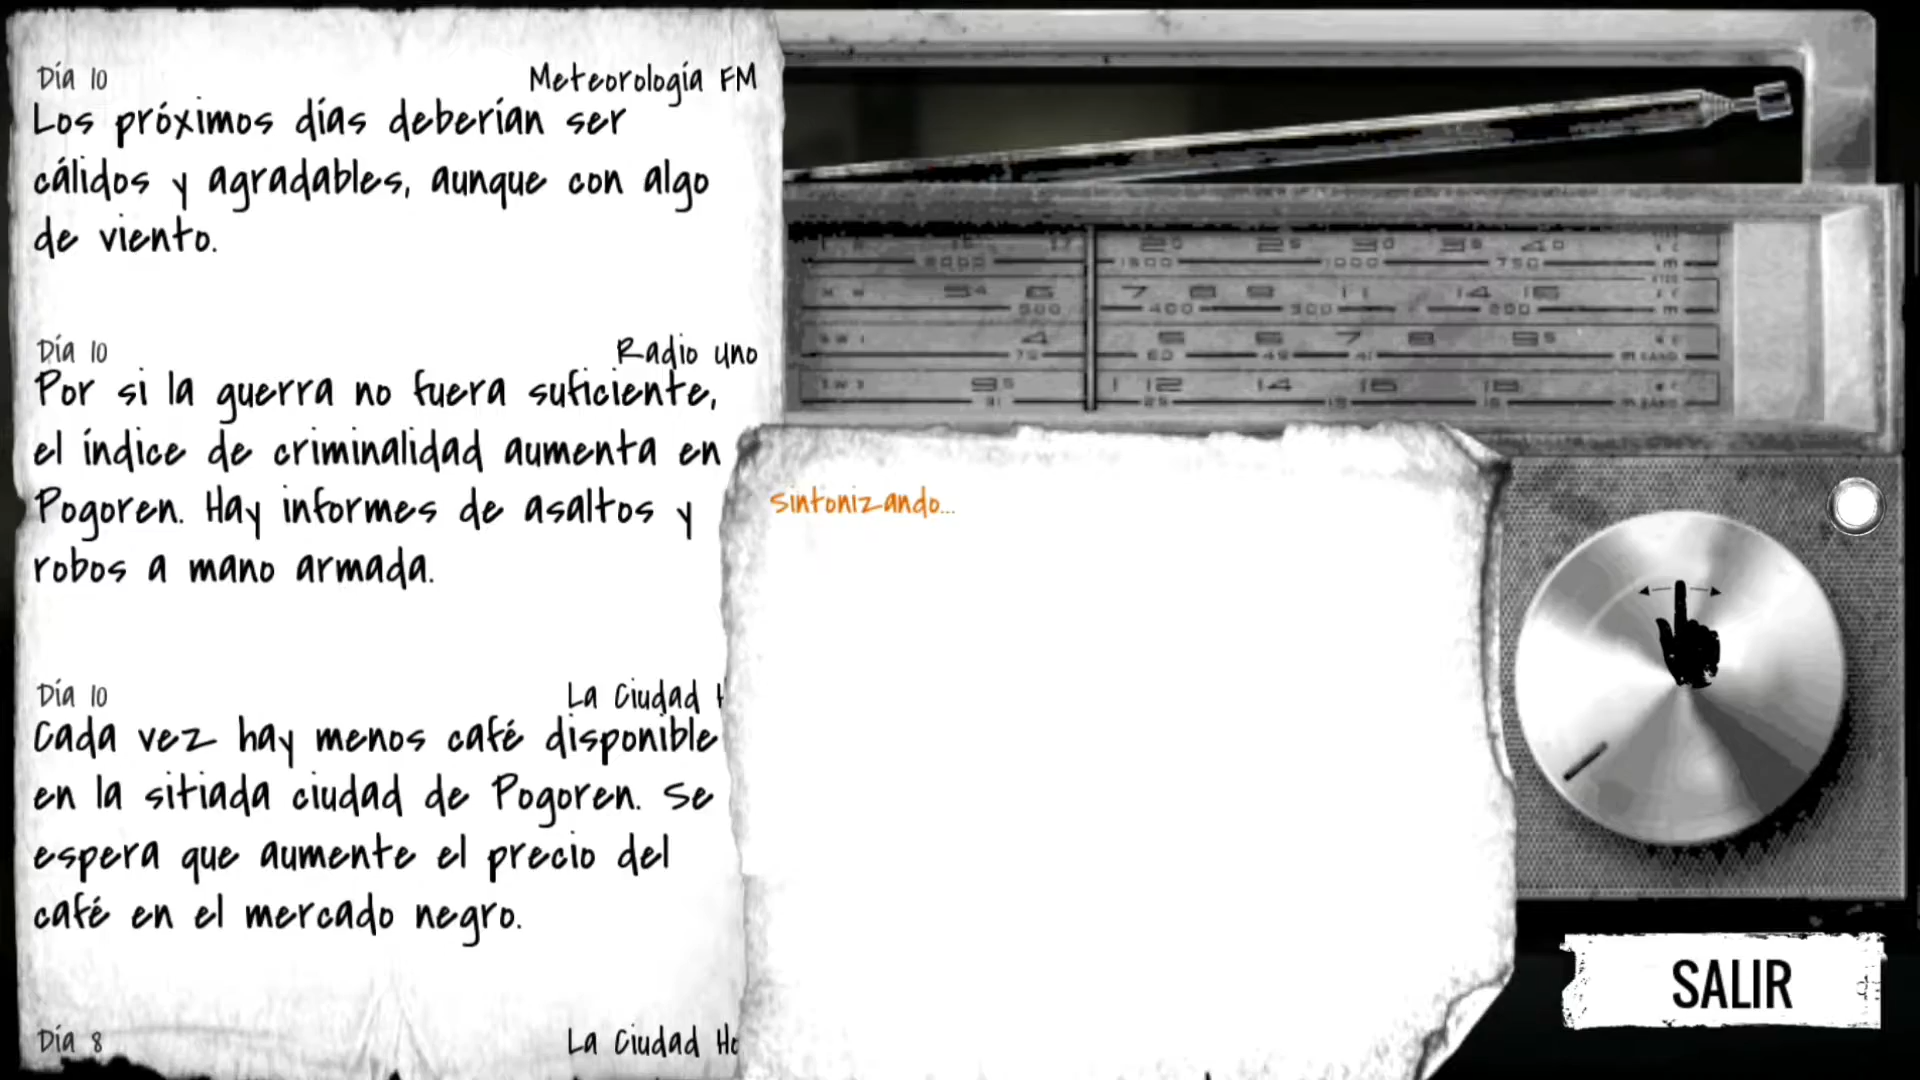 Día 10
Meteorología FM
Los próximos días deberían ser
cálidos y agradables, aunque con algo
de viento.
Día 10
Radio Uno
Por si la guerra no fuera suficiente,
el índice de criminalidad aumenta en
Pogoren. Hay informes de asaltos y
robos a mano armada.
Día 10
La Ciudad
Cada vez hay menos café disponible
en la sitiada ciudad de Pogoren. Se
espera que aumente el precio del
café en el mercado negro.
Día 8
La Ciudad
sintonizando...
SALIR